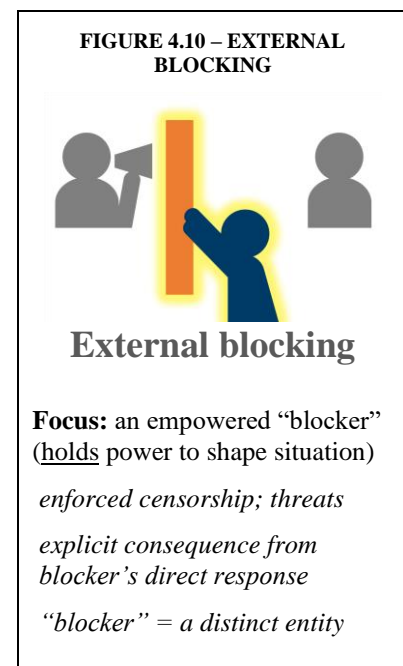 FIGURE 4.10 – EXTERNAL
BLOCKING
External blocking
Focus: an empowered “blocker”
(holds power to shape situation)
enforced censorship; threats
explicit consequence from
blocker’s direct response
“blocker” = a distinct entity